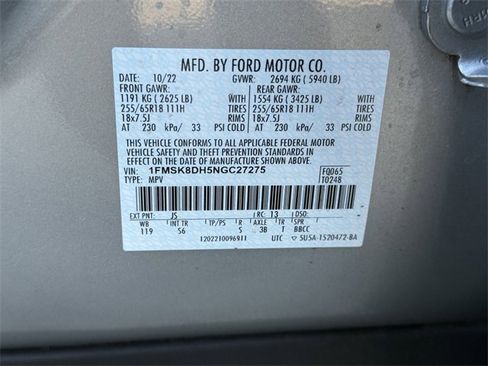 MFD. BY FORD MOTOR CO.
DATE: 10/22 GVWR: 2694 KG ( 5940 LB)
FRONT GAWR: REAR GAWR:
1191 KG ( 2625 LB) WITH 1554 KG ( 3425 LB) WITH
255/65R18 111H TIRES 255/65R18 111H TIRES
18x7.5J RIMS 18x7.5J RIMS
AT 230 kPa/ 33 PSI COLD AT 230 kPa/ 33 PSI COLD
THIS VEHICLE CONFORMS TO ALL APPLICABLE FEDERAL MOTOR
VEHICLE SAFETY AND THEFT PREVENTION STANDARDS IN EFFECT ON
THE DATE OF MANUFACTURE SHOWN ABOVE.
VIN: 1FMSK8DH5NGC27275 F0065
TYPE: MPV T0248
EXT PNT: JS RC: 13 DSO:
WB INT TR TP/PS R AXLE TR SPR
119 56 5 3B T BBCC
1202210096911 UTC 5U5A-1520472-BA